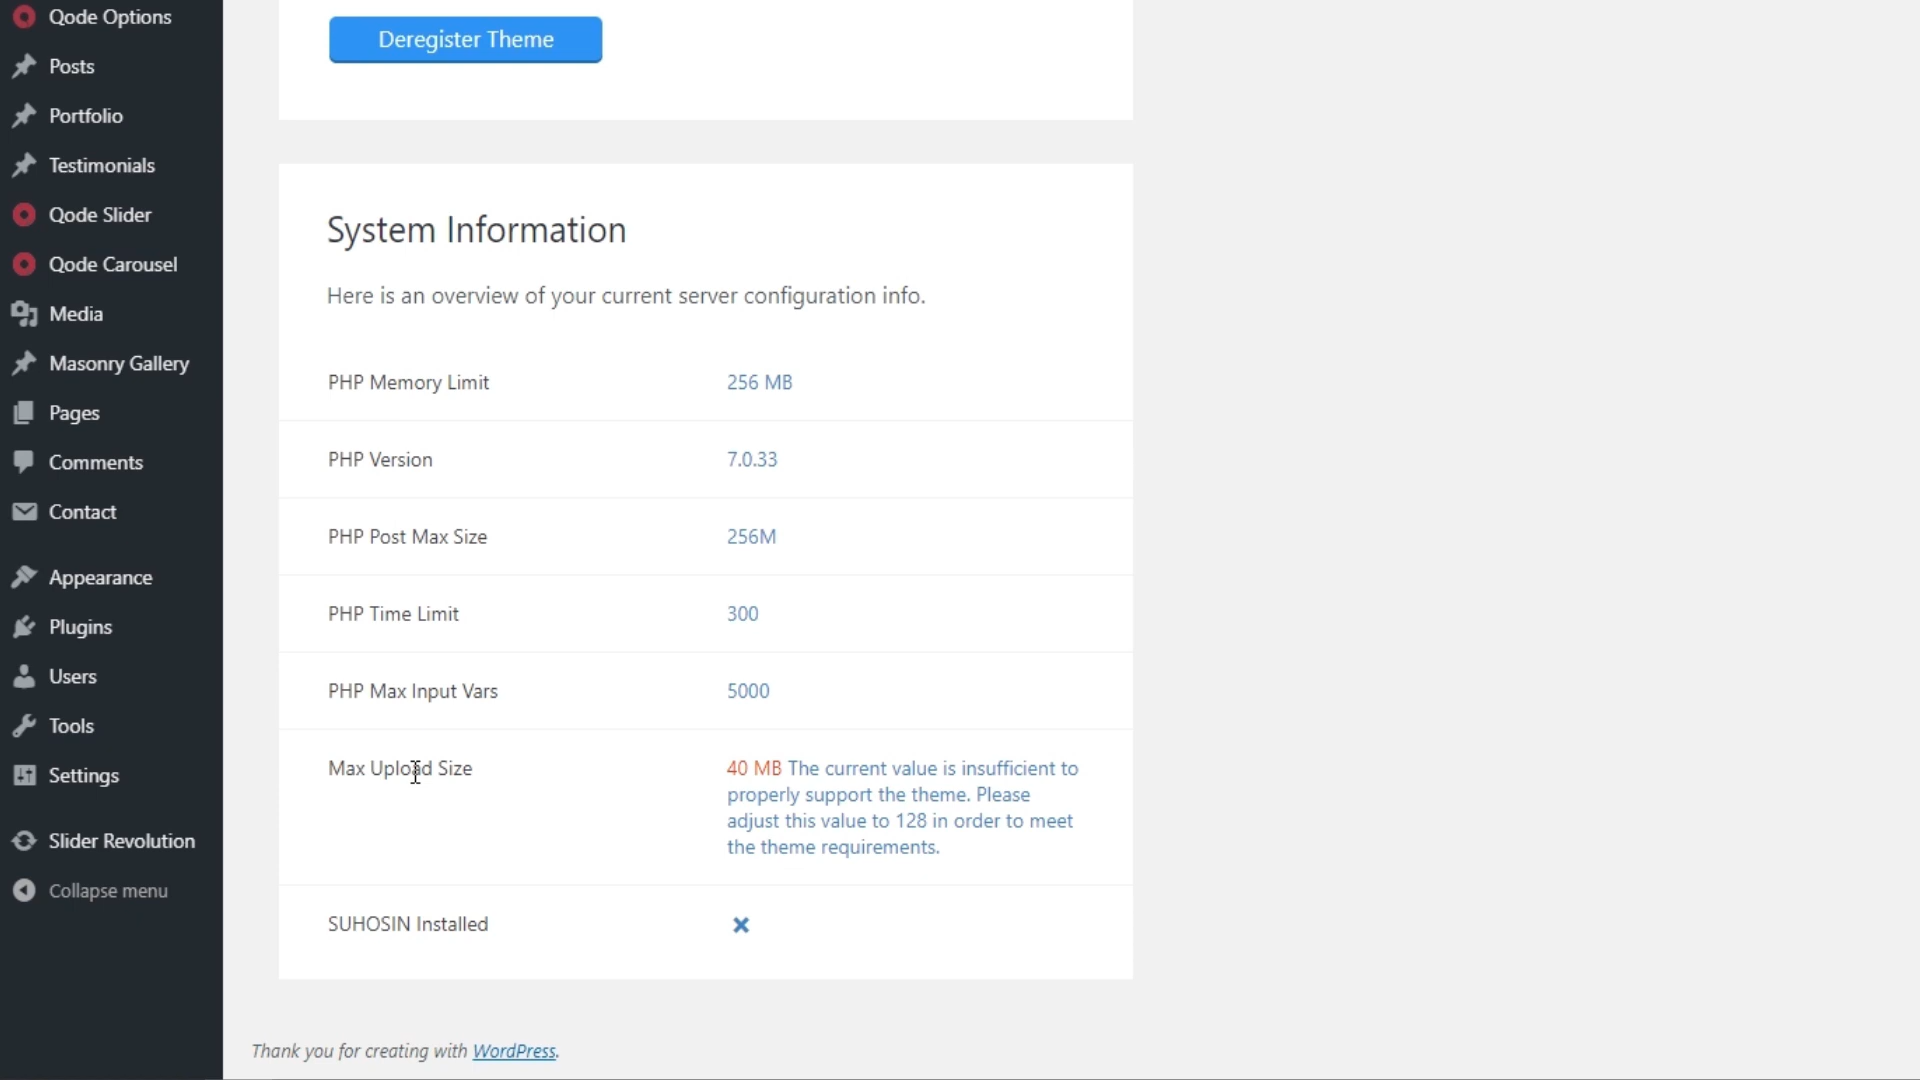 Qode Options
Posts
Portfolio
Testimonials
Qode Slider
Qode Carousel
Media
Masonry Gallery
Pages
Comments
Contact
Appearance
Plugins
Users
Tools
Settings
Slider Revolution
Collapse menu
Deregister Theme
System Information
Here is an overview of your current server configuration info.
PHP Memory Limit 256 MB
PHP Version 7.0.33
PHP Post Max Size 256M
PHP Time Limit 300
PHP Max Input Vars 5000
Max Upload Size 40 MB The current value is insufficient to
properly support the theme. Please
adjust this value to 128 in order to meet
the theme requirements.
SUHOSIN Installed
Thank you for creating with WordPress.